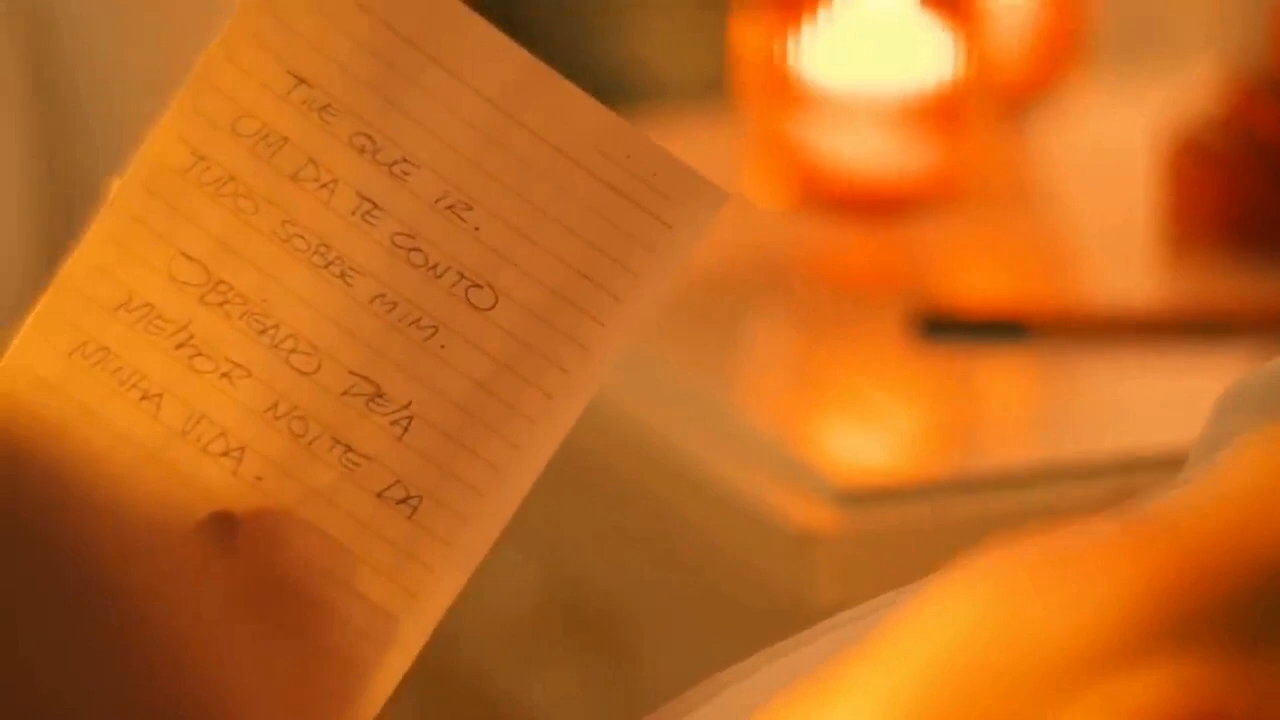 TIVE QUE IR.
UM DIA TE CONTO
TUDO SOBRE MIM.
OBRIGADO PELA
MELHOR NOITE DA
MINHA VIDA.